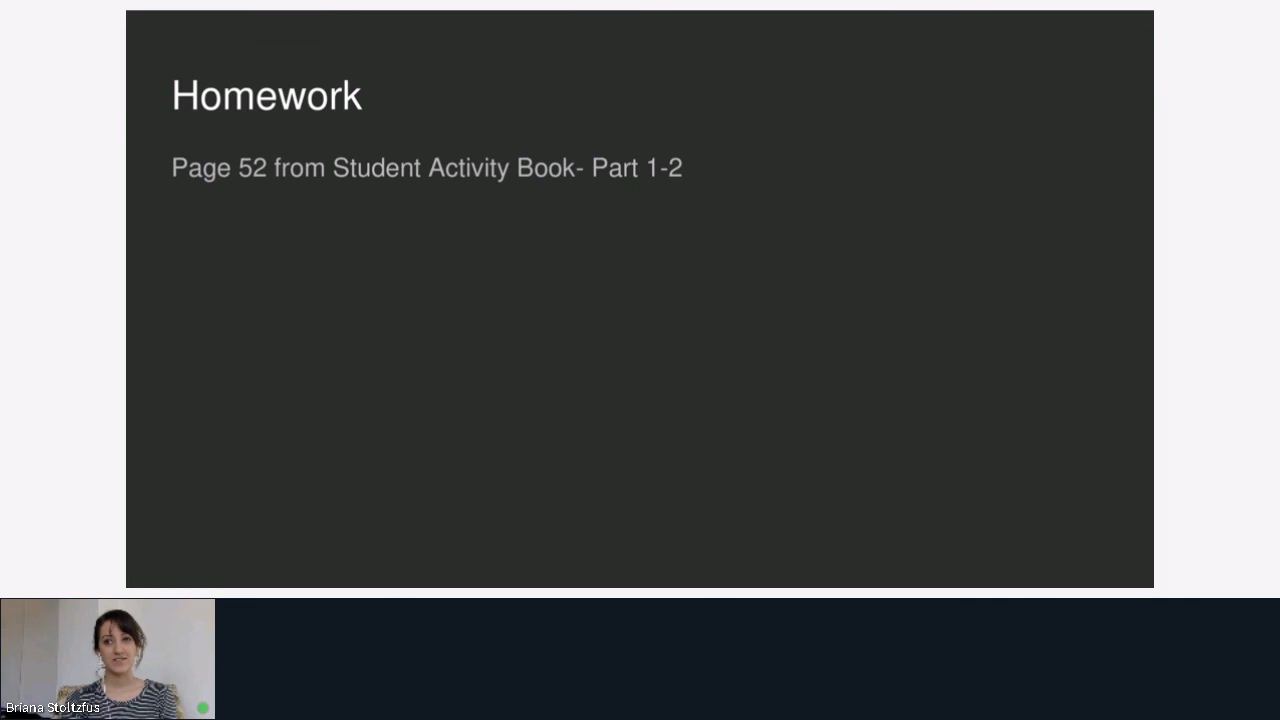 Homework
Page 52 from Student Activity Book- Part 1-2
Briana Stoltzfus